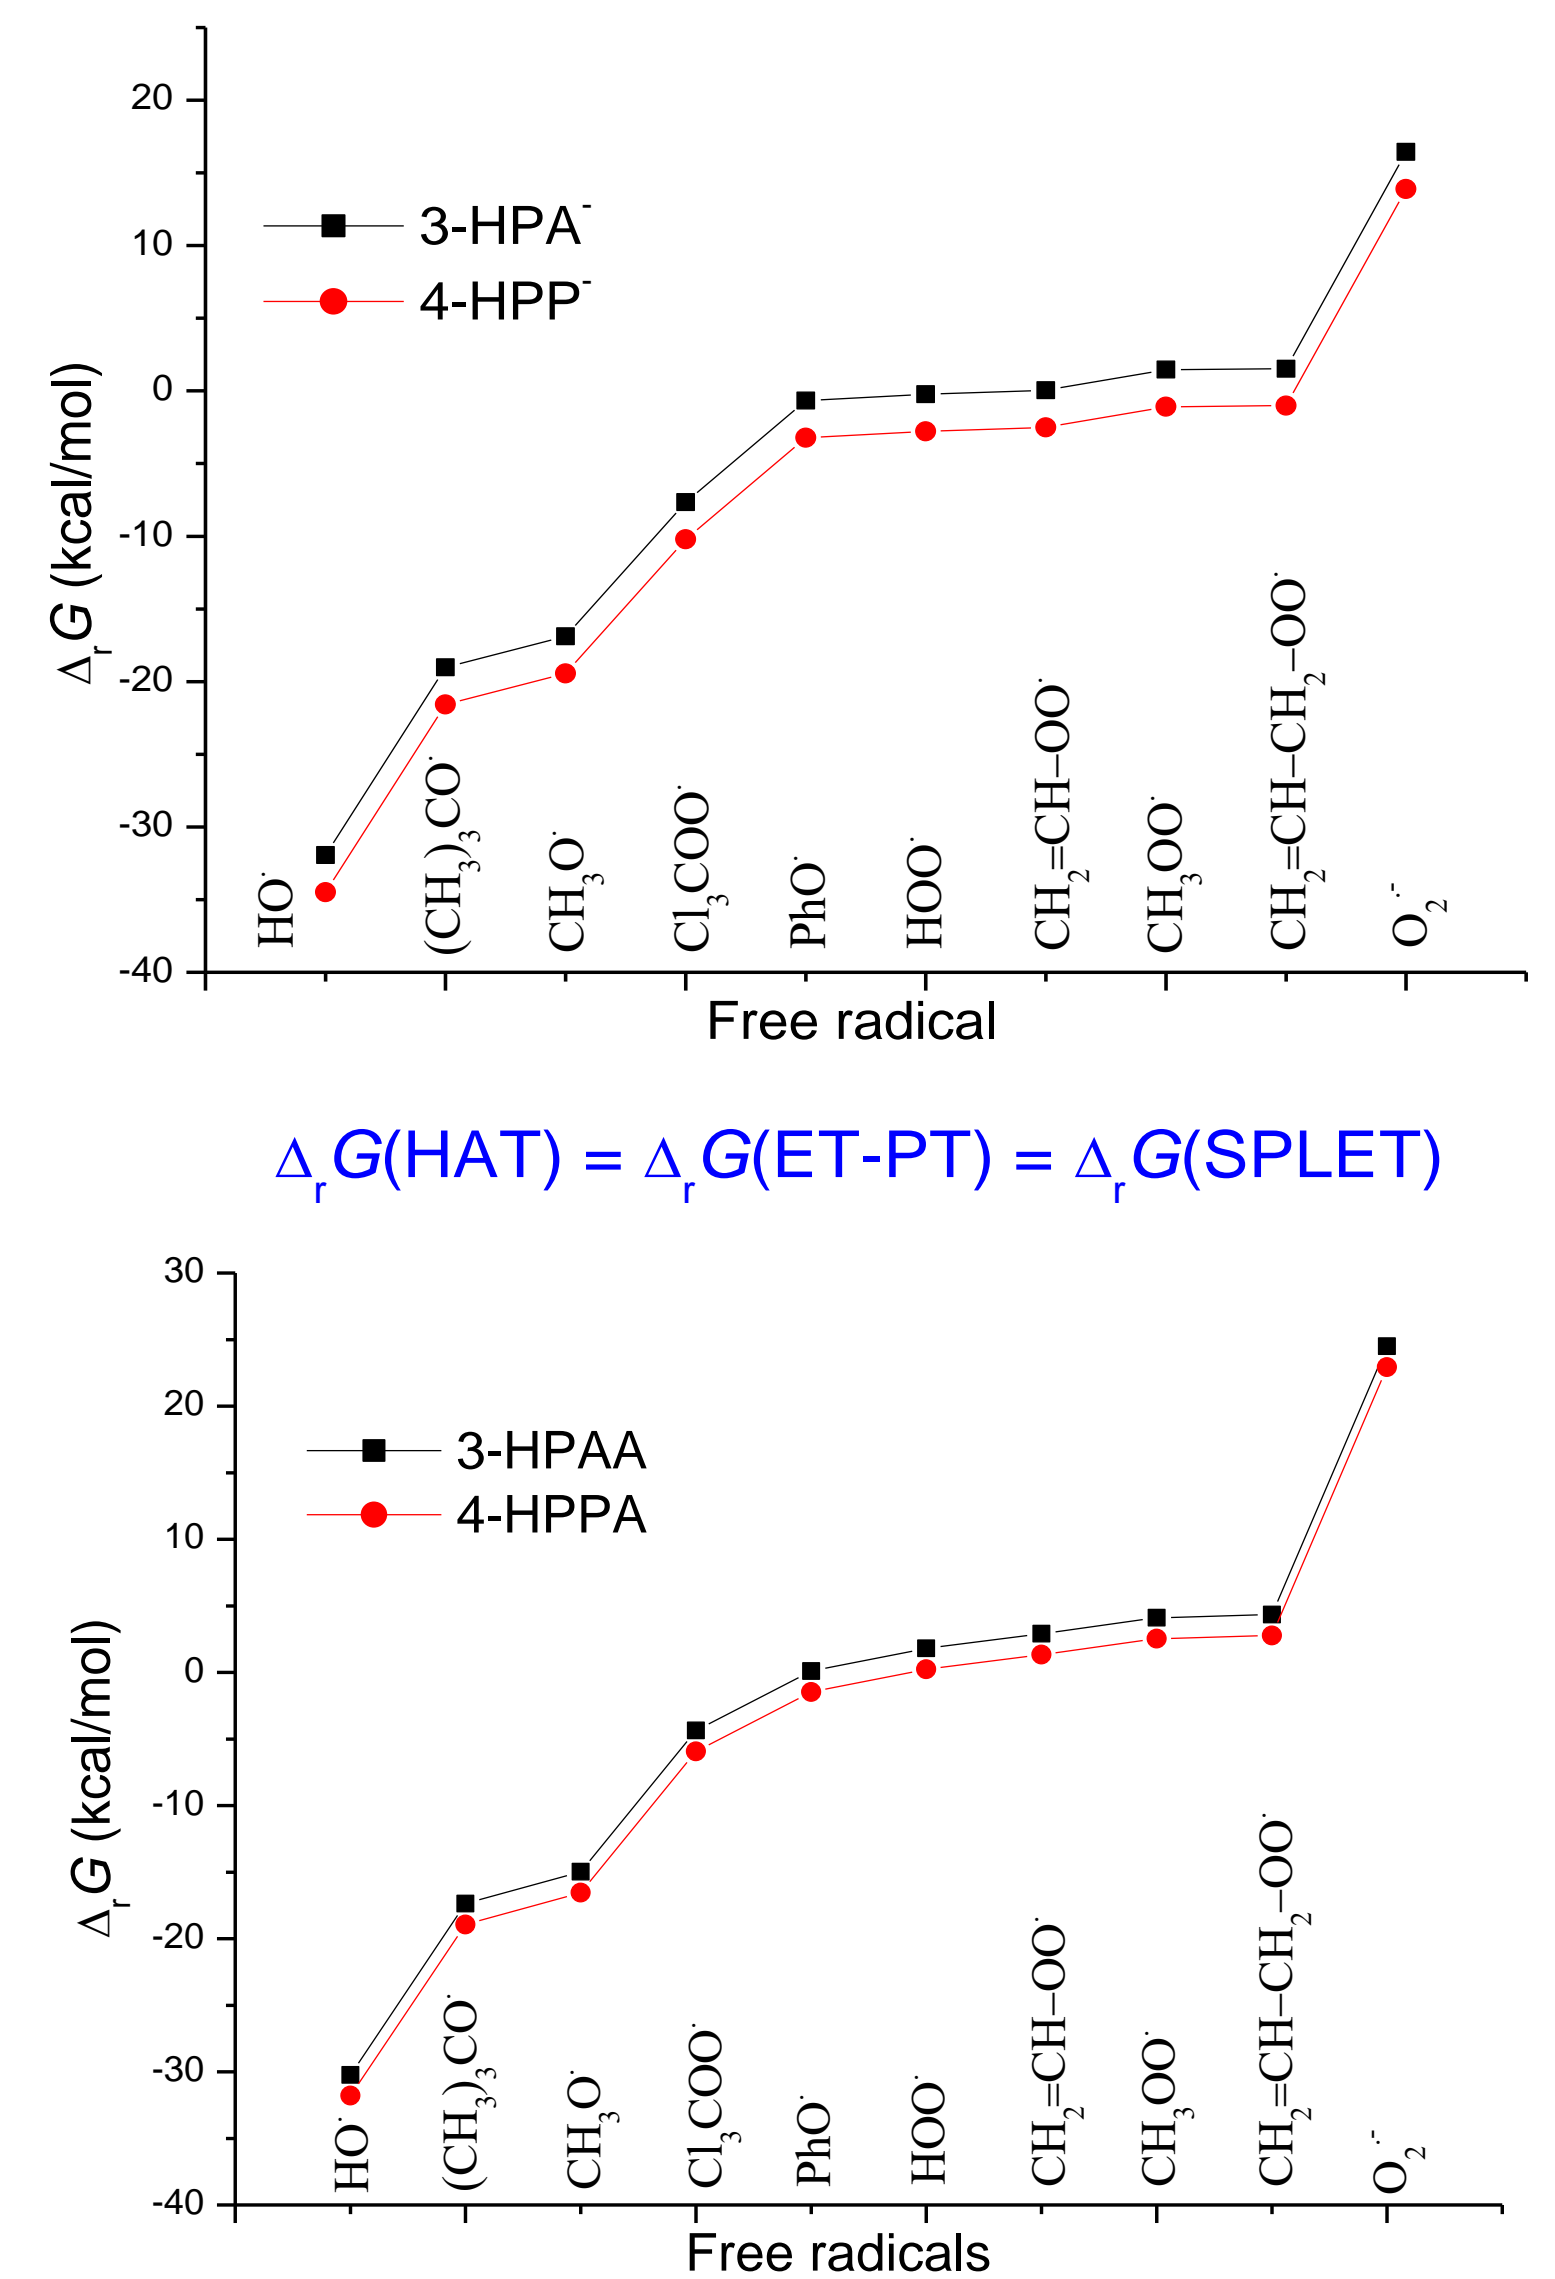 20
10
0
-10
-20
-30
-40
ΔrG (kcal/mol)
3-HPA⁻
4-HPP⁻
HO˙
(CH₃)₃CO˙
CH₃O˙
Cl₃COO˙
PhO˙
HOO˙
CH₂=CH–OO˙
CH₃OO˙
CH₂=CH–CH₂–OO˙
O₂˙⁻
Free radical
ΔrG(HAT) = ΔrG(ET-PT) = ΔrG(SPLET)
30
20
10
0
-10
-20
-30
-40
ΔrG (kcal/mol)
3-HPAA
4-HPPA
HO˙
(CH₃)₃CO˙
CH₃O˙
Cl₃COO˙
PhO˙
HOO˙
CH₂=CH–OO˙
CH₃OO˙
CH₂=CH–CH₂–OO˙
O₂˙⁻
Free radicals